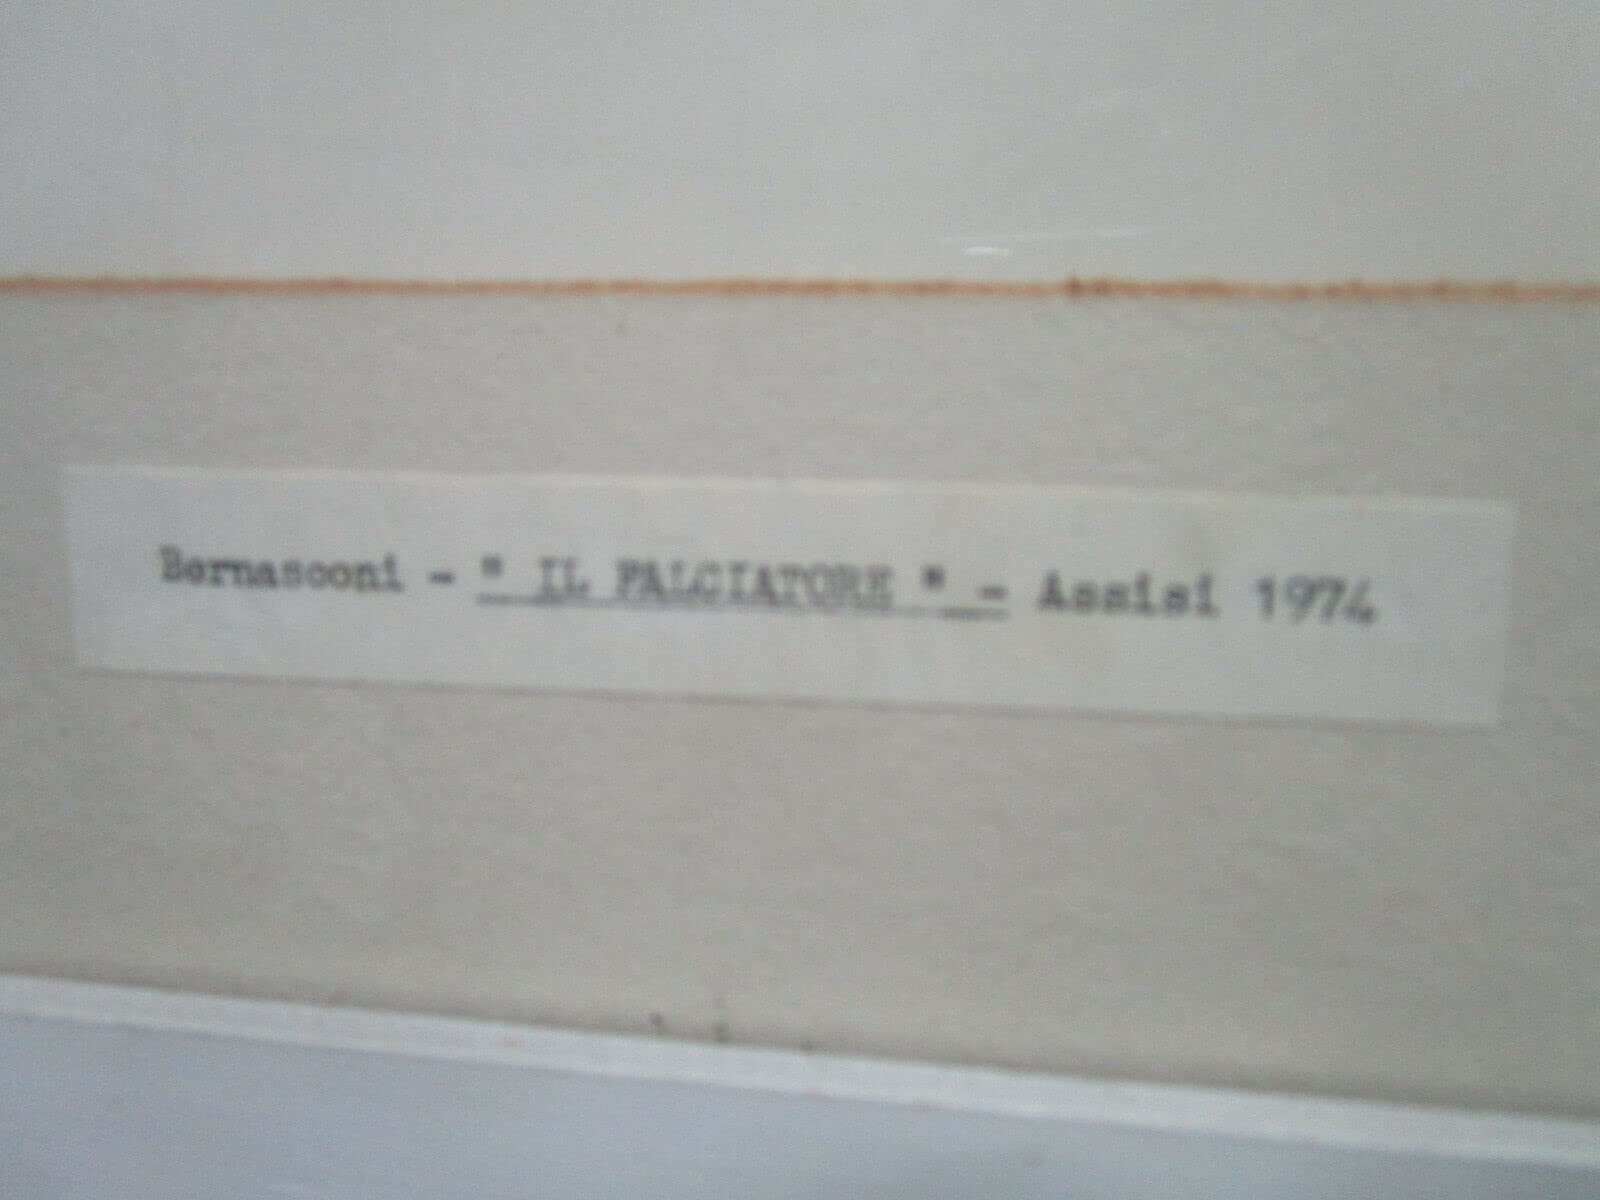 Bernasconi - " IL FALCIATORE " - Assisi 1974